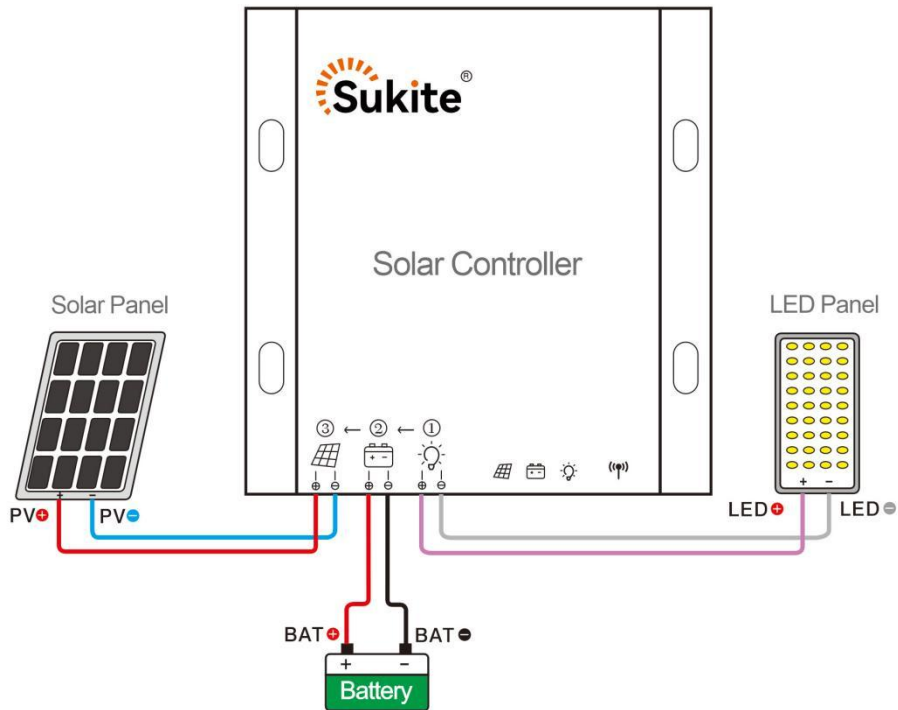 Sukite®
Solar Controller
Solar Panel
LED Panel
③ ← ② ← ①
+ -
⊕ ⊖ ⊕ ⊖ ⊕ ⊖
+ −
PV⊕ PV⊖
+ −
LED⊕ LED⊖
BAT⊕ BAT⊖
+ −
Battery